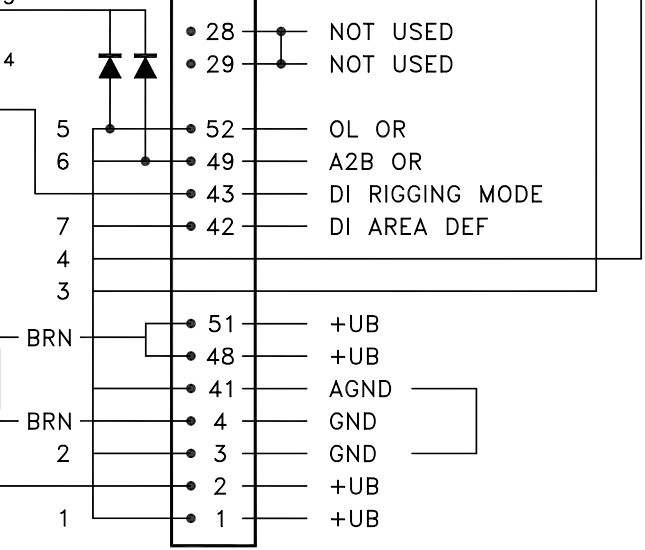 28 NOT USED
4 29 NOT USED
5 52 OL OR
6 49 A2B OR
43 DI RIGGING MODE
7 42 DI AREA DEF
4
3
51 +UB
BRN 48 +UB
41 AGND
BRN 4 GND
2 3 GND
2 +UB
1 1 +UB